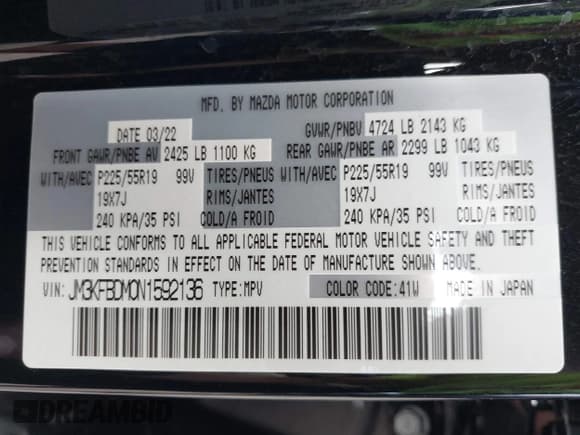 MFD. BY MAZDA MOTOR CORPORATION
DATE 03/22 GVWR/PNBV 4724 LB 2143 KG
FRONT GAWR/PNBE AV 2425 LB 1100 KG REAR GAWR/PNBE AR 2299 LB 1043 KG
WITH/AVEC P225/55R19 99V TIRES/PNEUS WITH/AVEC P225/55R19 99V TIRES/PNEUS
19X7J RIMS/JANTES 19X7J RIMS/JANTES
240 KPA/35 PSI COLD/A FROID 240 KPA/35 PSI COLD/A FROID
THIS VEHICLE CONFORMS TO ALL APPLICABLE FEDERAL MOTOR VEHICLE SAFETY AND THEFT
PREVENTION STANDARDS IN EFFECT ON THE DATE OF MANUFACTURE SHOWN ABOVE.
VIN: JM3KFBDM0N1592136 TYPE:MPV COLOR CODE:41W MADE IN JAPAN
DREAMBID